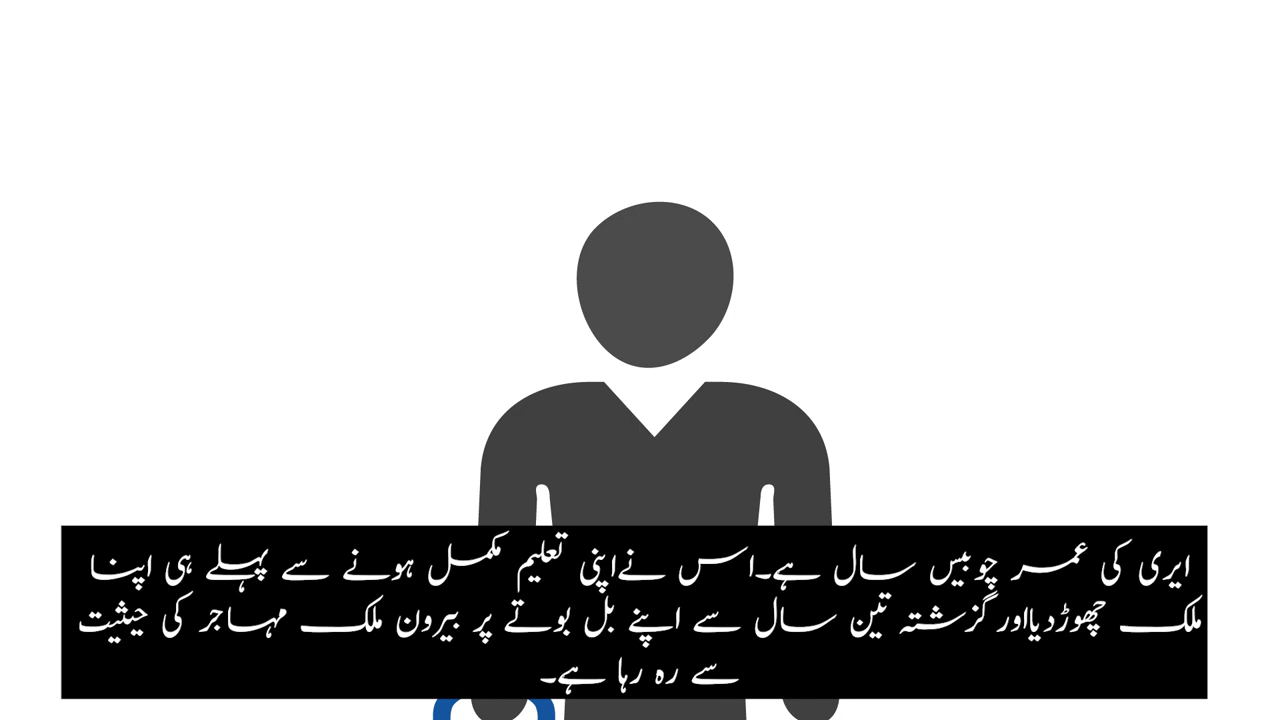 ایری کی عمر چوبیس سال ہے۔اس نےاپنی تعلیم مکمل ہونے سے پہلے ہی اپنا
ملک چھوڑدیااور گزشتہ تین سال سے اپنے بل بوتے پر بیرون ملک مہاجر کی حیثیت
سے رہ رہا ہے۔